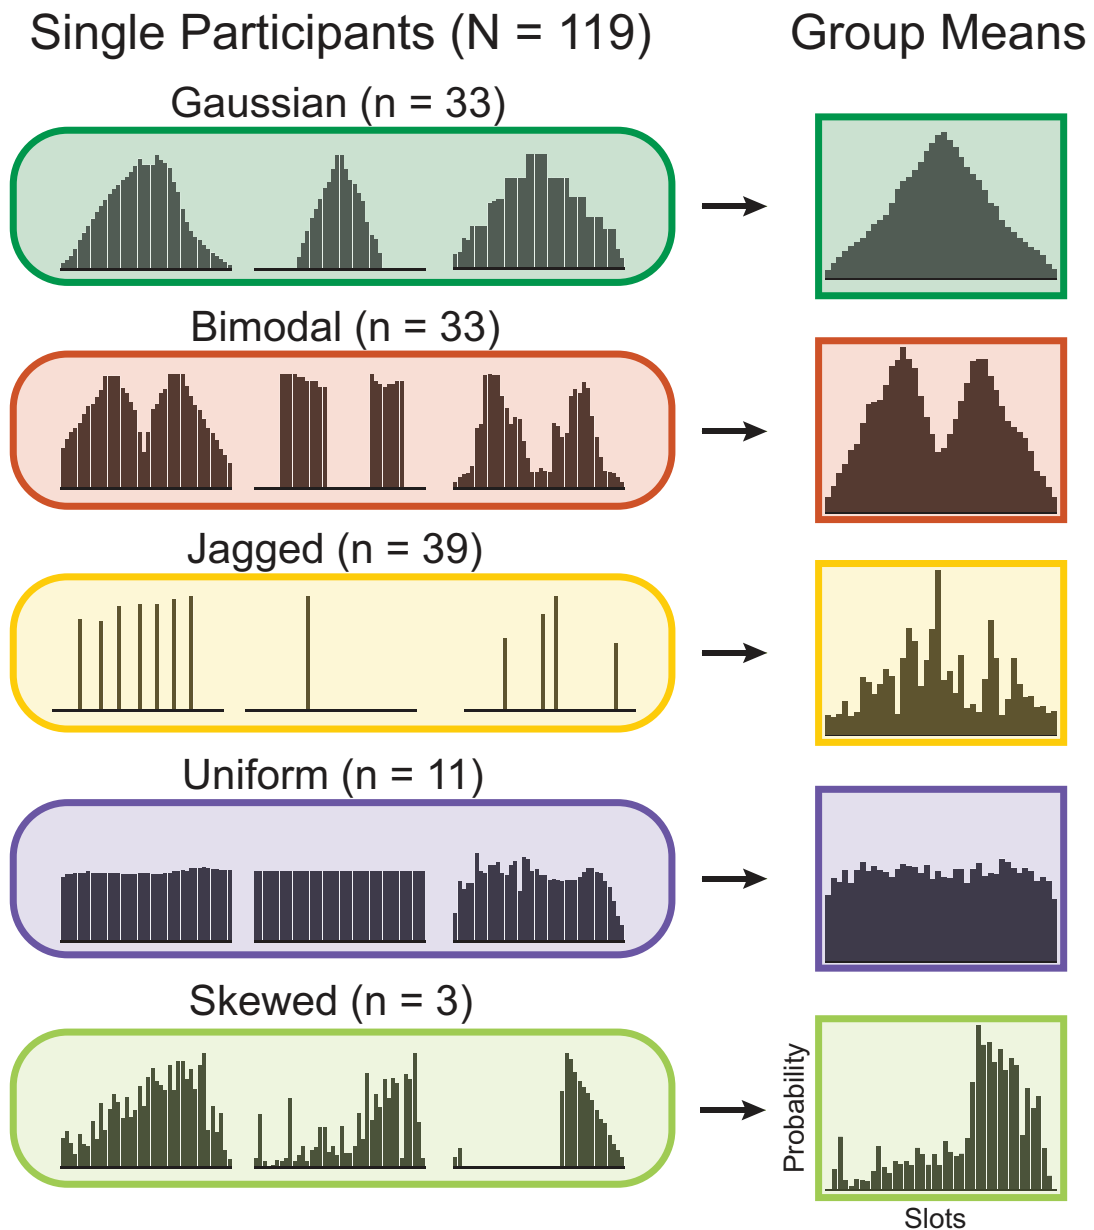 Single Participants (N = 119)
Group Means
Gaussian (n = 33)
Bimodal (n = 33)
Jagged (n = 39)
Uniform (n = 11)
Skewed (n = 3)
Probability
Slots